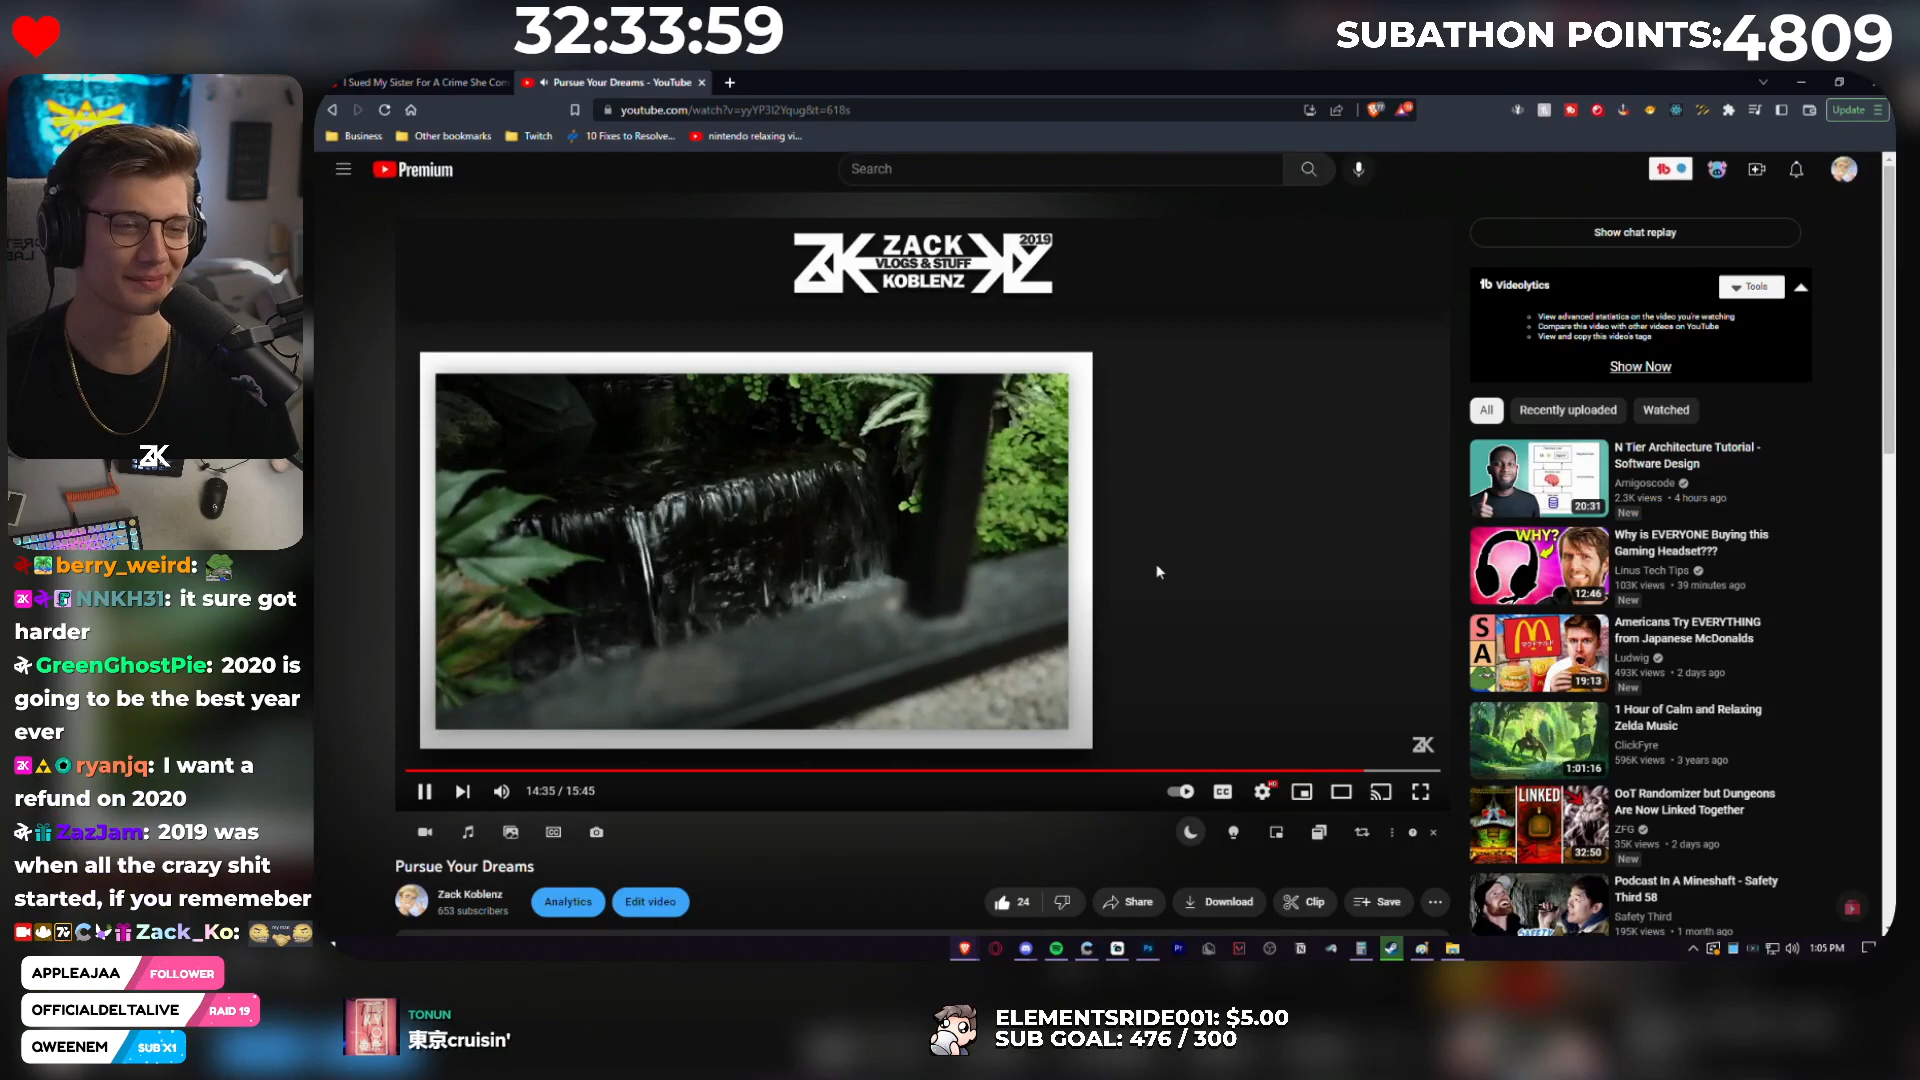 32:33:59
SUBATHON POINTS:4809
I Sued My Sister For A Crime She Com
Pursue Your Dreams - YouTube
youtube.com/watch?v=yyYP3I2Yqug&t=618s
Update
Business
Other bookmarks
Twitch
10 Fixes to Resolve...
nintendo relaxing vi...
Premium
Search
Show chat replay
ZK ZACK KOBLENZ
VLOGS & STUFF
2019
Videolytics
Tools
View advanced statistics on the video you're watching
Compare this video with other videos on YouTube
View and copy this video's tags
Show Now
All
Recently uploaded
Watched
N Tier Architecture Tutorial -
Software Design
Amigoscode
2.3K views • 4 hours ago
New
20:31
WHY?
Why is EVERYONE Buying this
Gaming Headset???
Linus Tech Tips
103K views • 39 minutes ago
New
12:46
Americans Try EVERYTHING
from Japanese McDonalds
Ludwig
493K views • 2 days ago
New
19:13
1 Hour of Calm and Relaxing
Zelda Music
ClickFyre
596K views • 3 years ago
1:01:16
LINKED
OoT Randomizer but Dungeons
Are Now Linked Together
ZFG
35K views • 2 days ago
New
32:50
Podcast In A Mineshaft - Safety
Third 58
Safety Third
195K views • 1 month ago
ZK
14:35 / 15:45
CC
Pursue Your Dreams
Zack Koblenz
653 subscribers
Analytics
Edit video
24
Share
Download
Clip
Save
1:05 PM
ZK
berry_weird:
NNKH31: it sure got
harder
GreenGhostPie: 2020 is
going to be the best year
ever
ryanjq: I want a
refund on 2020
ZazJam: 2019 was
when all the crazy shit
started, if you rememeber
Zack_Ko:
APPLEAJAA FOLLOWER
OFFICIALDELTALIVE RAID 19
QWEENEM SUB X1
TONUN
東京cruisin'
ELEMENTSRIDE001: $5.00
SUB GOAL: 476 / 300